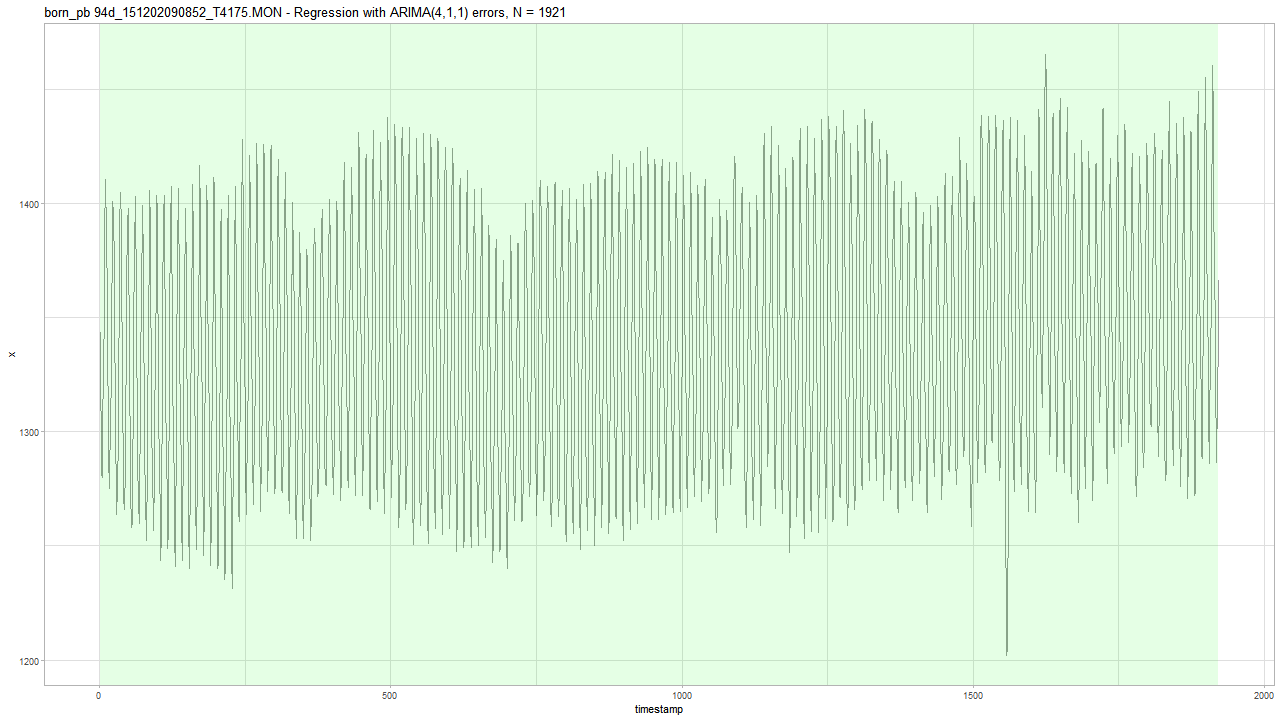 born_pb 94d_151202090852_T4175.MON - Regression with ARIMA(4,1,1) errors, N = 1921
x
1400
1300
1200
0 500 1000 1500 2000
timestamp